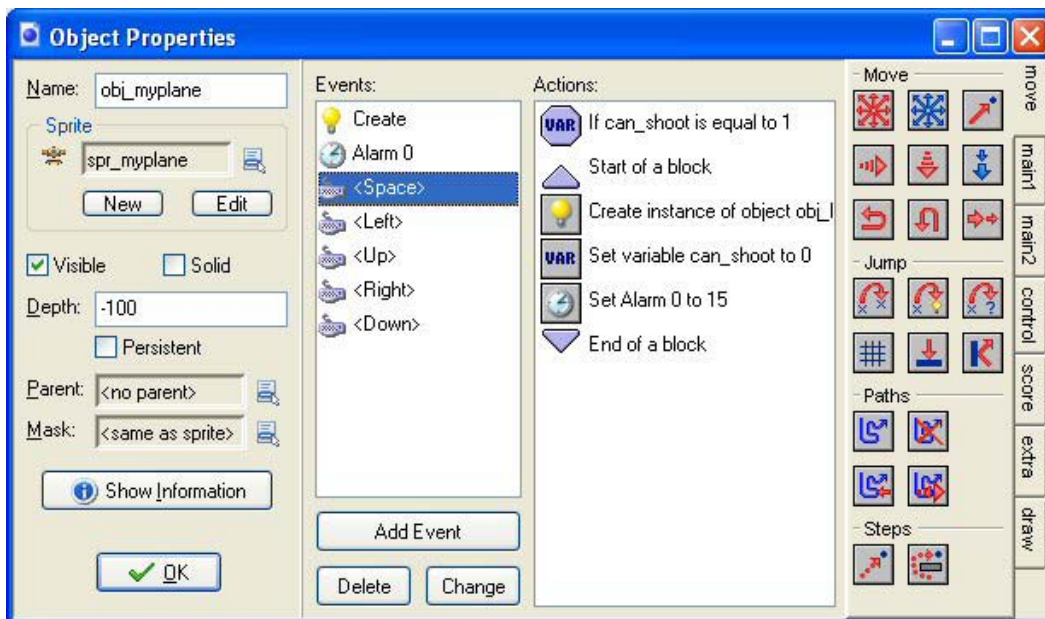 Object Properties
Name: obj_myplane
Sprite
spr_myplane
New Edit
Visible Solid
Depth: -100
Persistent
Parent: <no parent>
Mask: <same as sprite>
Show Information
OK
Events:
Create
Alarm 0
<Space>
<Left>
<Up>
<Right>
<Down>
Add Event
Delete Change
Actions:
VAR If can_shoot is equal to 1
Start of a block
Create instance of object
VAR Set variable can_shoot to 0
Set Alarm 0 to 15
End of a block
Move
Jump
Paths
Steps
move
main1
main2
control
score
extra
draw